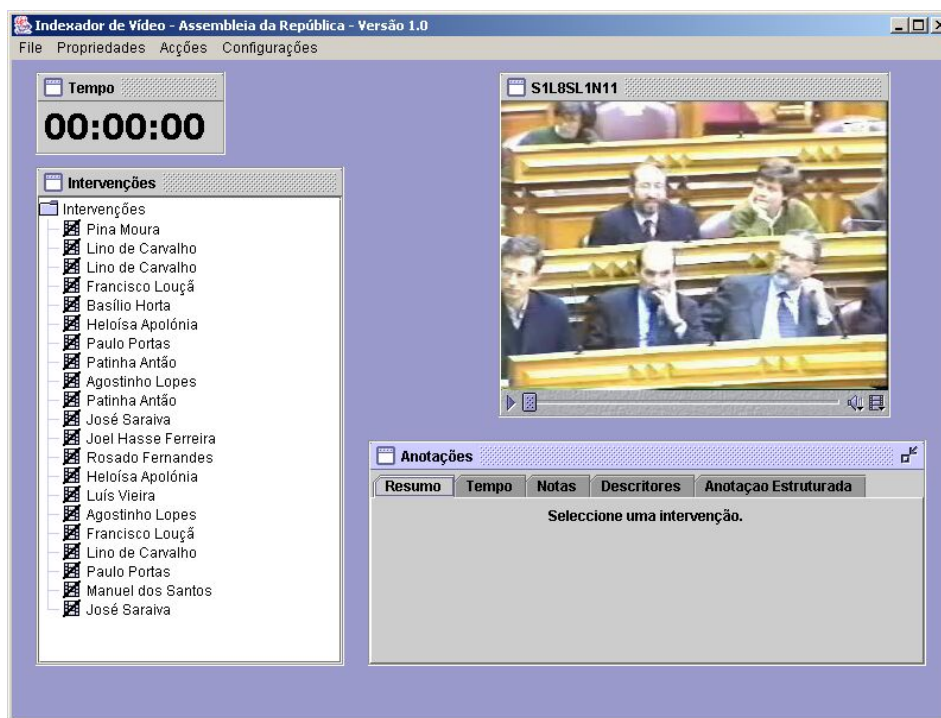 Indexador de Vídeo - Assembleia da República - Versão 1.0
File Propriedades Acções Configurações
Tempo
00:00:00
S1L8SL1N11
Intervenções
Intervenções
Pina Moura
Lino de Carvalho
Lino de Carvalho
Francisco Louçã
Basílio Horta
Heloísa Apolónia
Paulo Portas
Patinha Antão
Agostinho Lopes
Patinha Antão
José Saraiva
Joel Hasse Ferreira
Rosado Fernandes
Heloísa Apolónia
Luís Vieira
Agostinho Lopes
Francisco Louçã
Lino de Carvalho
Paulo Portas
Manuel dos Santos
José Saraiva
Anotações
Resumo Tempo Notas Descritores Anotaçao Estruturada
Seleccione uma intervenção.